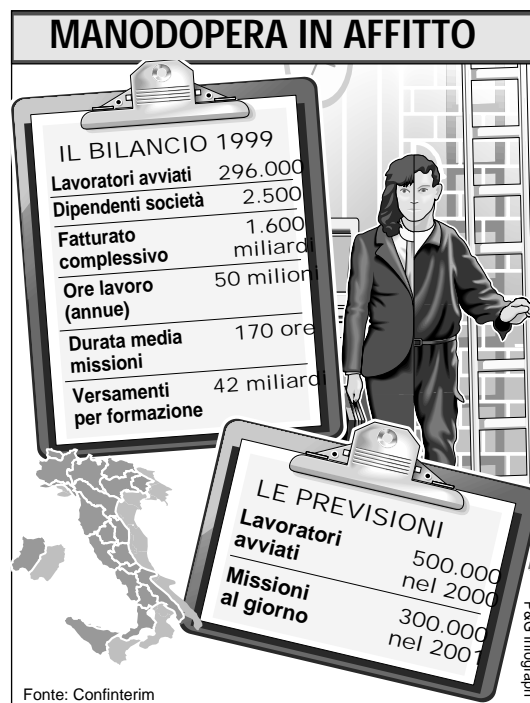 MANODOPERA IN AFFITTO
IL BILANCIO 1999
Lavoratori avviati 296.000
Dipendenti società 2.500
Fatturato 1.600
complessivo miliardi
Ore lavoro 50 milioni
(annue)
Durata media 170 ore
missioni
Versamenti 42 miliardi
per formazione
LE PREVISIONI
Lavoratori
avviati 500.000
nel 2000
Missioni
al giorno 300.000
nel 2001
P&G Infograph
Fonte: Confinterim